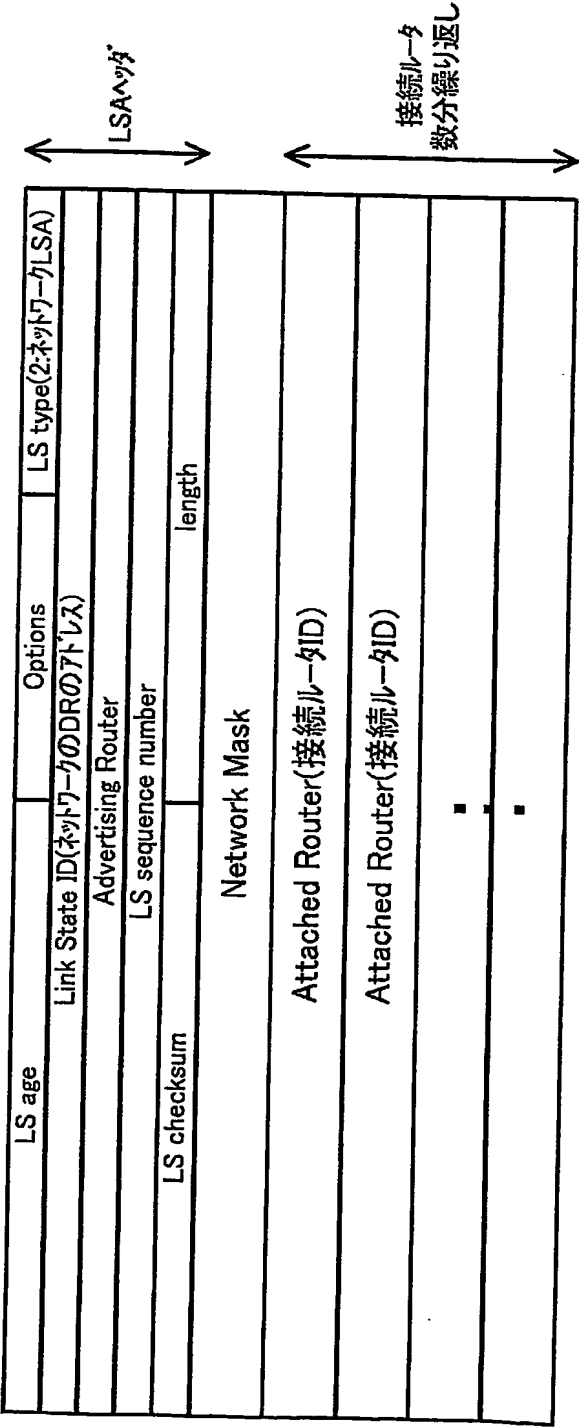 LS age
Options
LS type(2:ネットワークLSA)
Link State ID(ネットワークのDRのアドレス)
Advertising Router
LS sequence number
LS checksum
length
Network Mask
Attached Router(接続ルータID)
Attached Router(接続ルータID)
LSAヘッダ
接続ルータ
数分繰り返し